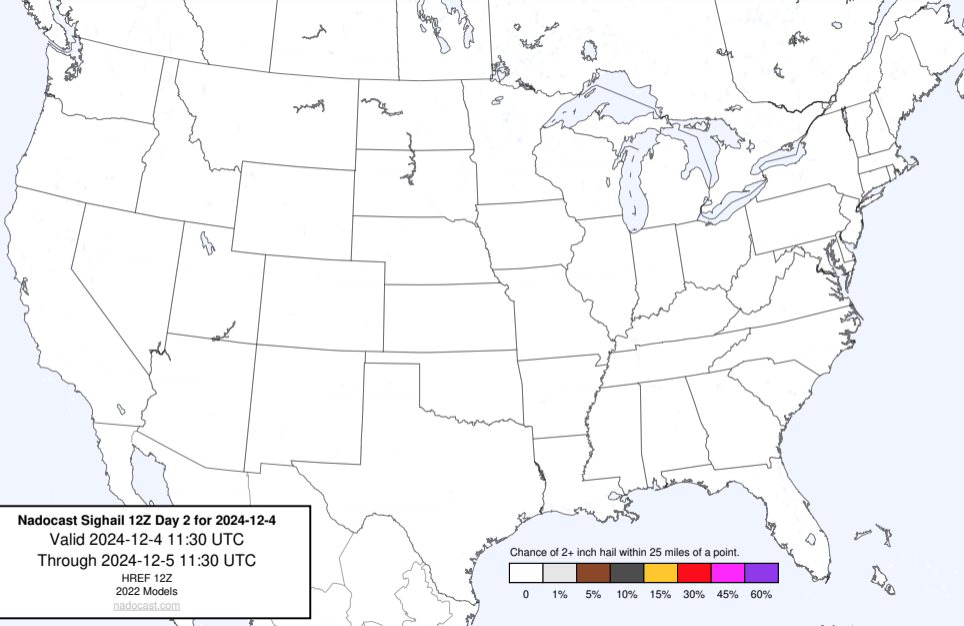 Nadocast Sighail 12Z Day 2 for 2024-12-4
Valid 2024-12-4 11:30 UTC
Through 2024-12-5 11:30 UTC
HREF 12Z
2022 Models
nadocast.com
Chance of 2+ inch hail within 25 miles of a point.
0 1% 5% 10% 15% 30% 45% 60%